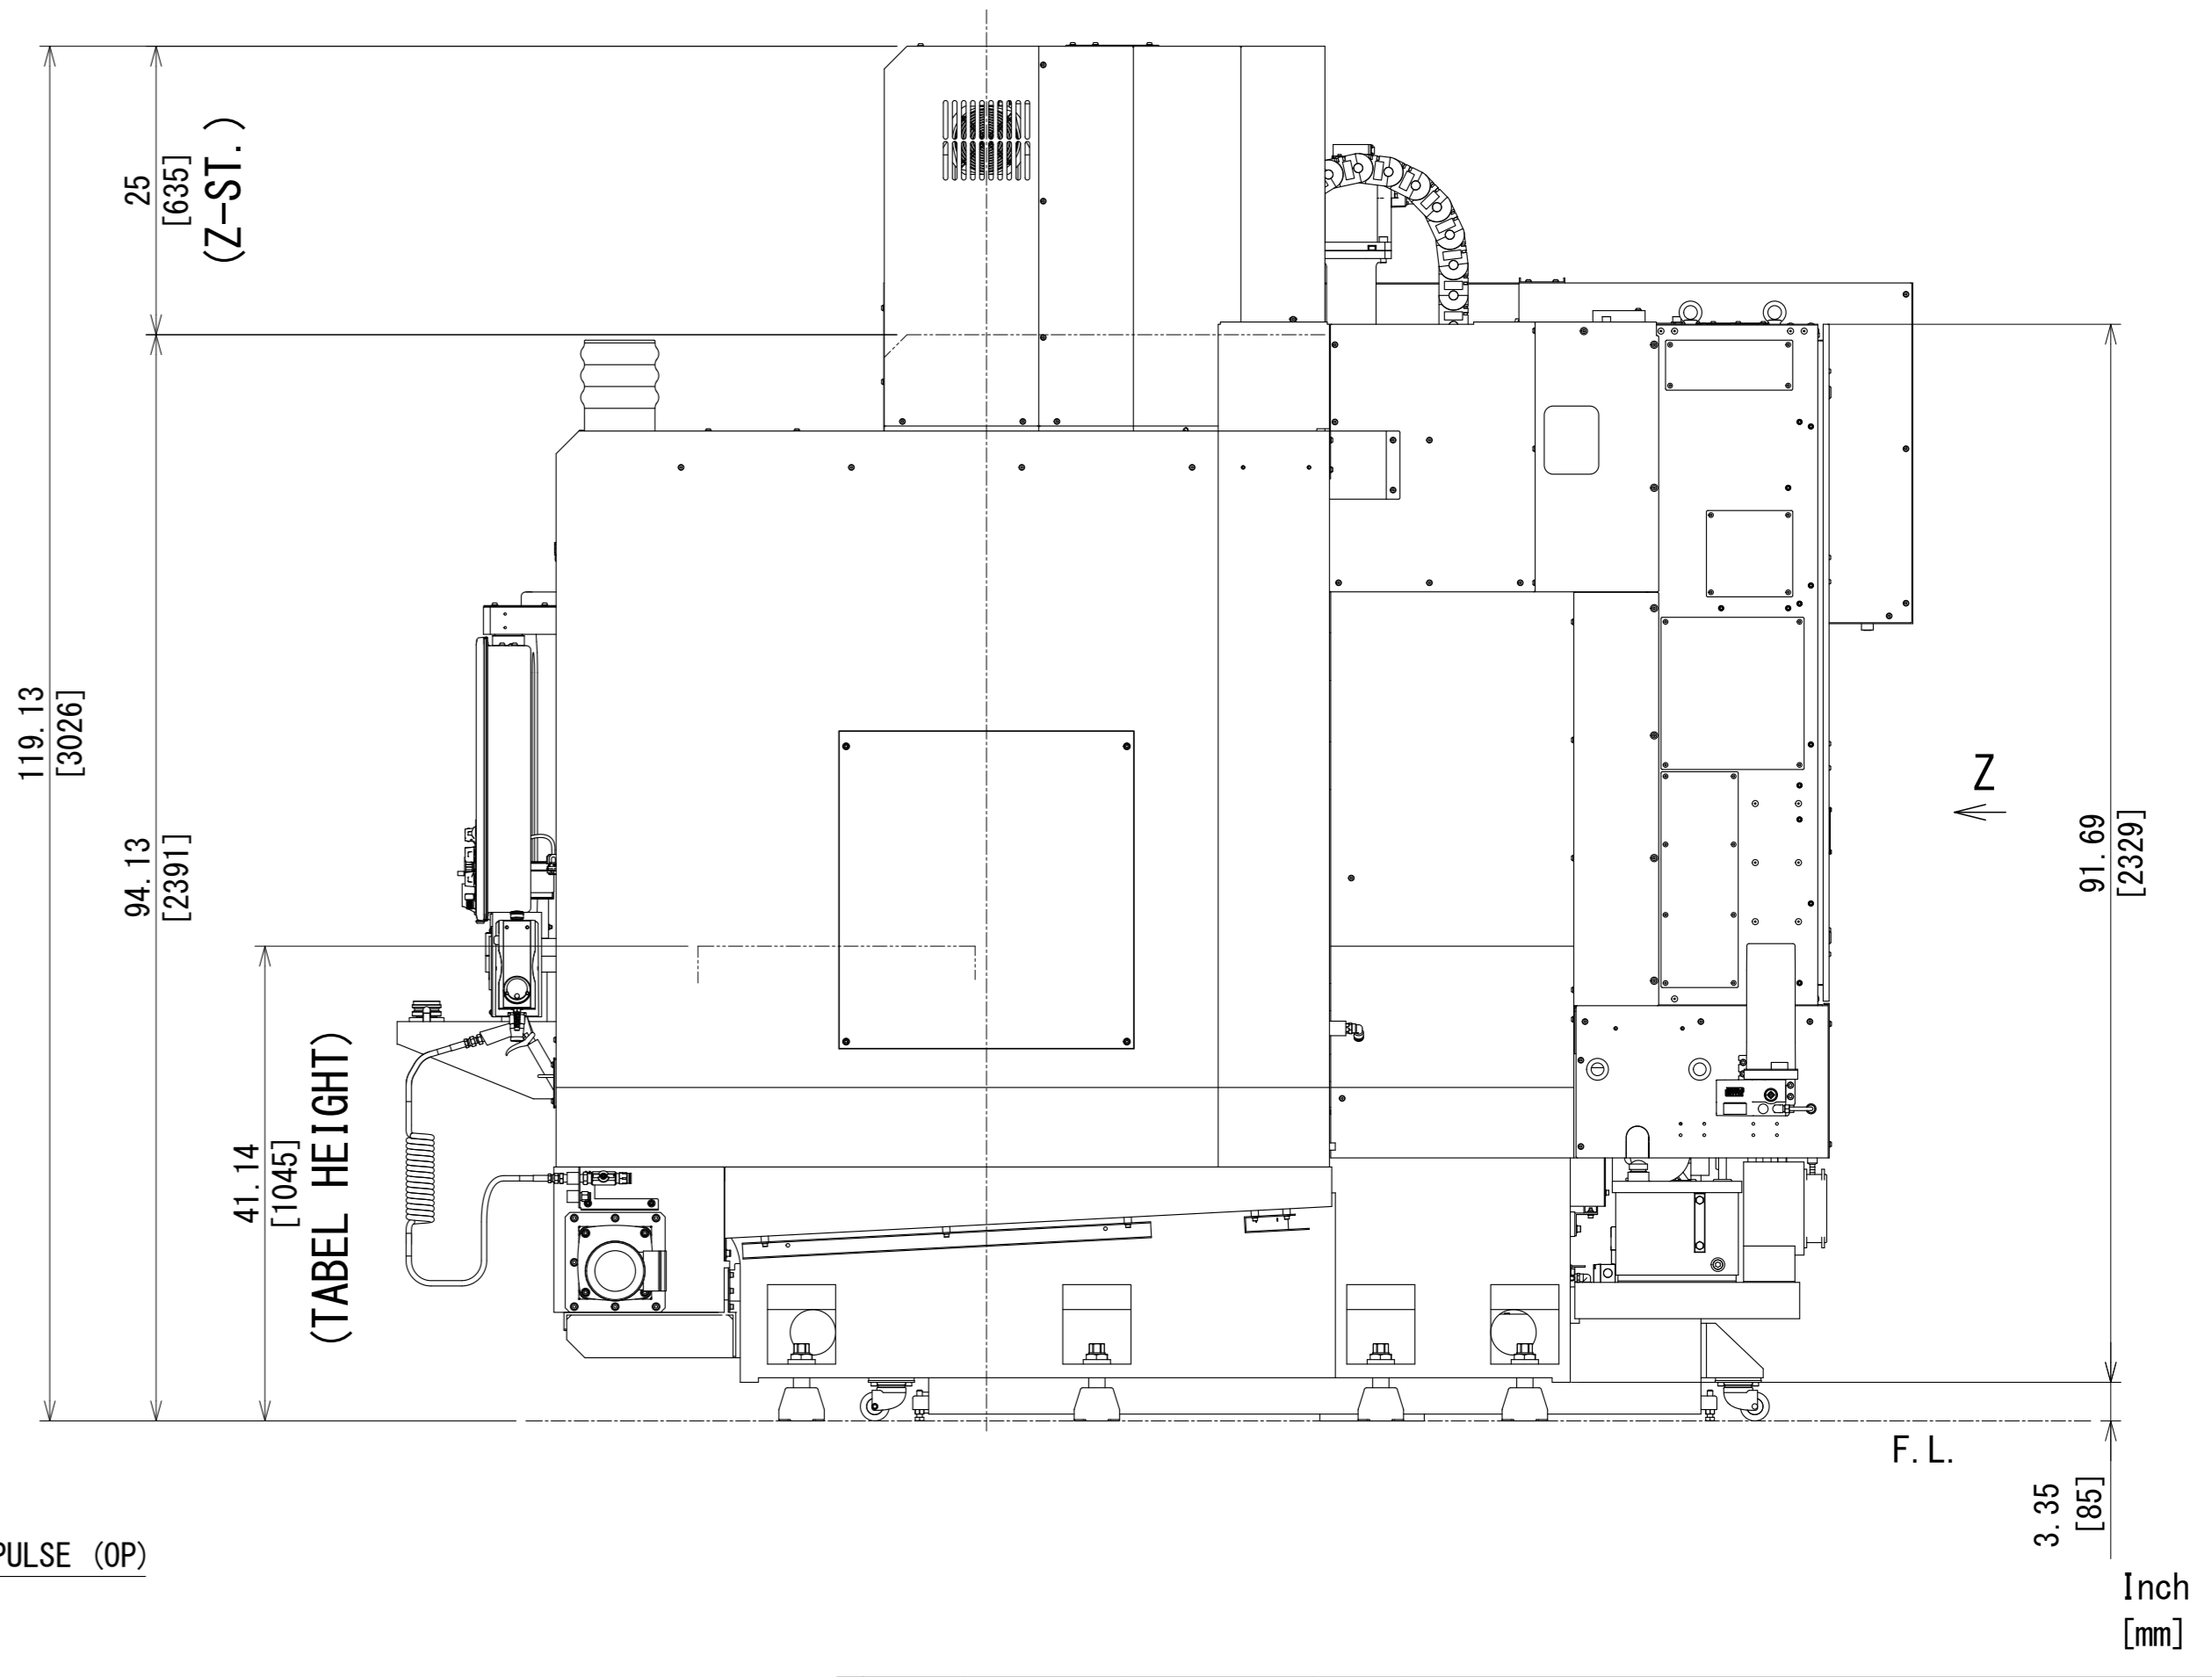 25
[635]
(Z-ST.)
119.13
[3026]
94.13
[2391]
41.14
[1045]
(TABEL HEIGHT)
Z
91.69
[2329]
F.L.
3.35
[85]
PULSE (OP)
Inch
[mm]